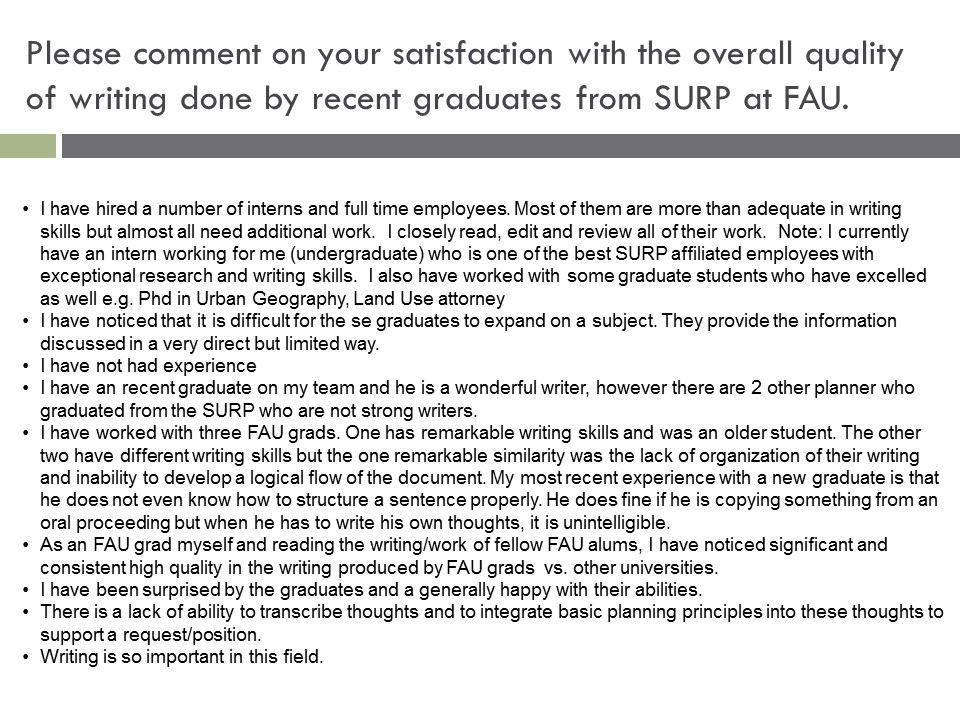 Please comment on your satisfaction with the overall quality
of writing done by recent graduates from SURP at FAU.
• I have hired a number of interns and full time employees. Most of them are more than adequate in writing
skills but almost all need additional work.  I closely read, edit and review all of their work.  Note: I currently
have an intern working for me (undergraduate) who is one of the best SURP affiliated employees with
exceptional research and writing skills.  I also have worked with some graduate students who have excelled
as well e.g. Phd in Urban Geography, Land Use attorney
• I have noticed that it is difficult for the se graduates to expand on a subject. They provide the information
discussed in a very direct but limited way.
• I have not had experience
• I have an recent graduate on my team and he is a wonderful writer, however there are 2 other planner who
graduated from the SURP who are not strong writers.
• I have worked with three FAU grads. One has remarkable writing skills and was an older student. The other
two have different writing skills but the one remarkable similarity was the lack of organization of their writing
and inability to develop a logical flow of the document. My most recent experience with a new graduate is that
he does not even know how to structure a sentence properly. He does fine if he is copying something from an
oral proceeding but when he has to write his own thoughts, it is unintelligible.
• As an FAU grad myself and reading the writing/work of fellow FAU alums, I have noticed significant and
consistent high quality in the writing produced by FAU grads  vs. other universities.
• I have been surprised by the graduates and a generally happy with their abilities.
• There is a lack of ability to transcribe thoughts and to integrate basic planning principles into these thoughts to
support a request/position.
• Writing is so important in this field.